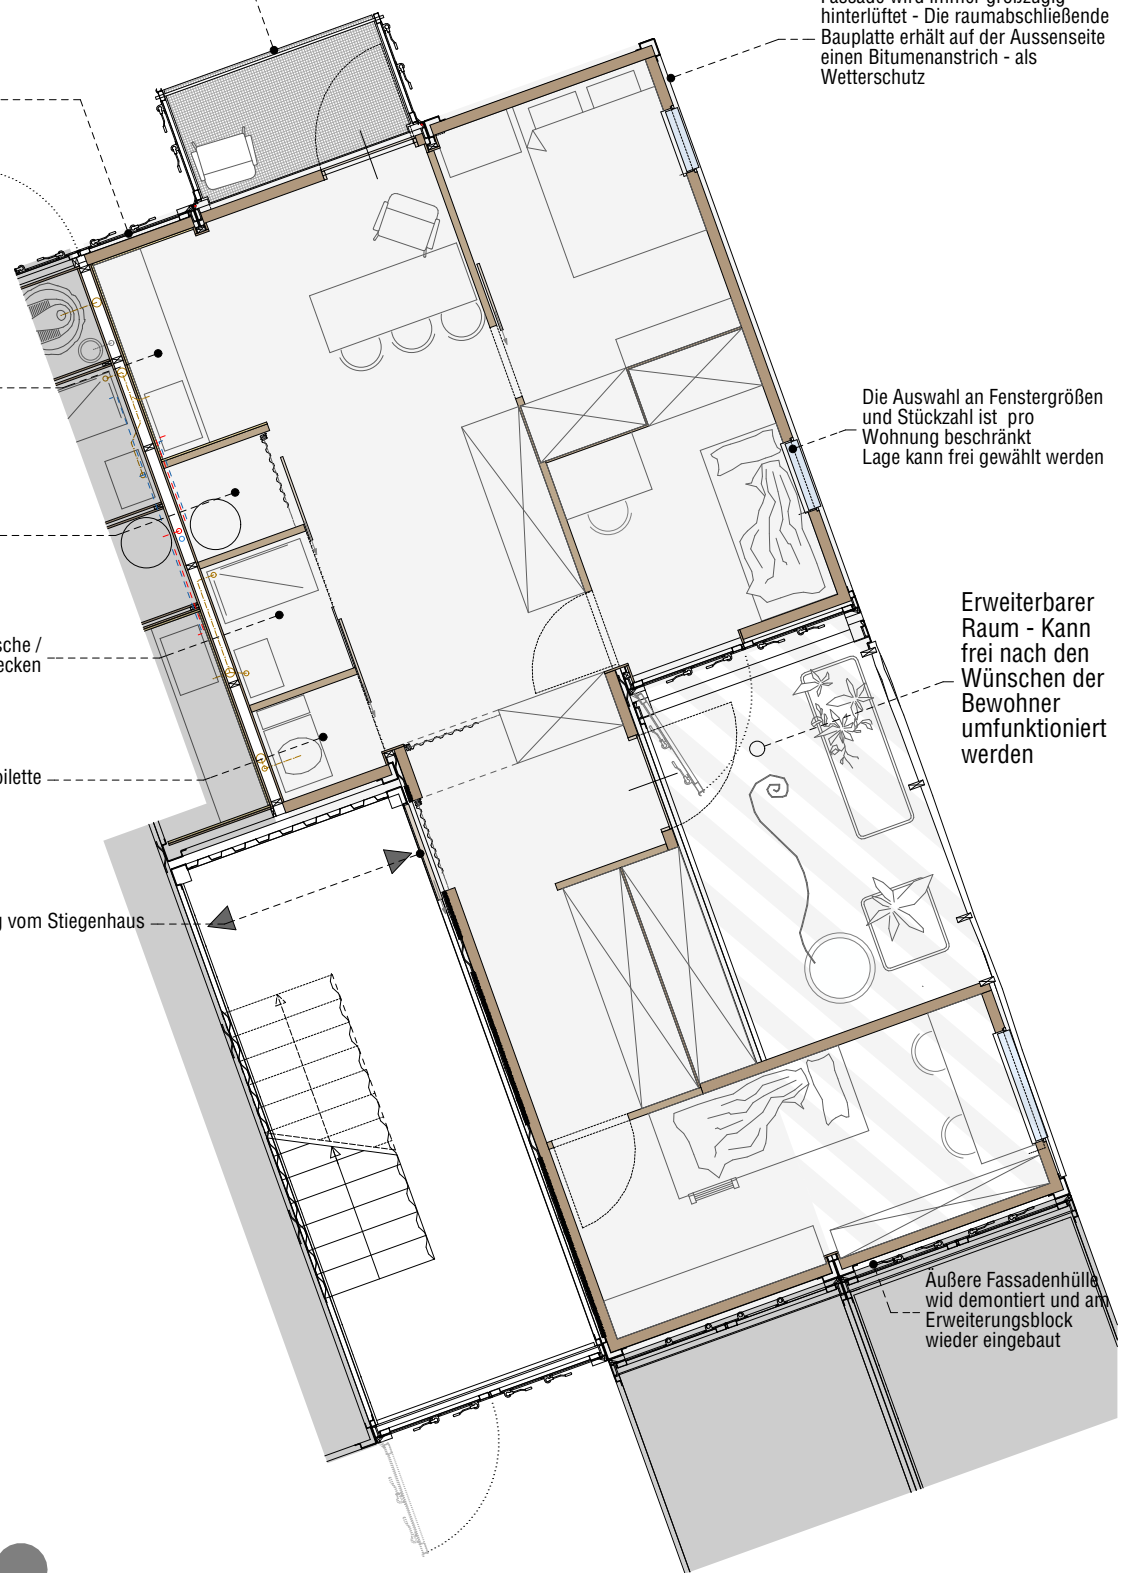 hinterlüftet - Die raumabschließende
Bauplatte erhält auf der Aussenseite
einen Bitumenanstrich - als
Wetterschutz
Die Auswahl an Fenstergrößen
und Stückzahl ist  pro
Wohnung beschränkt
Lage kann frei gewählt werden
Erweiterbarer
Raum - Kann
frei nach den
Wünschen der
Bewohner
umfunktioniert
werden
sche /
ecken
oilette
g vom Stiegenhaus
Äußere Fassadenhülle
wid demontiert und am
Erweiterungsblock
wieder eingebaut